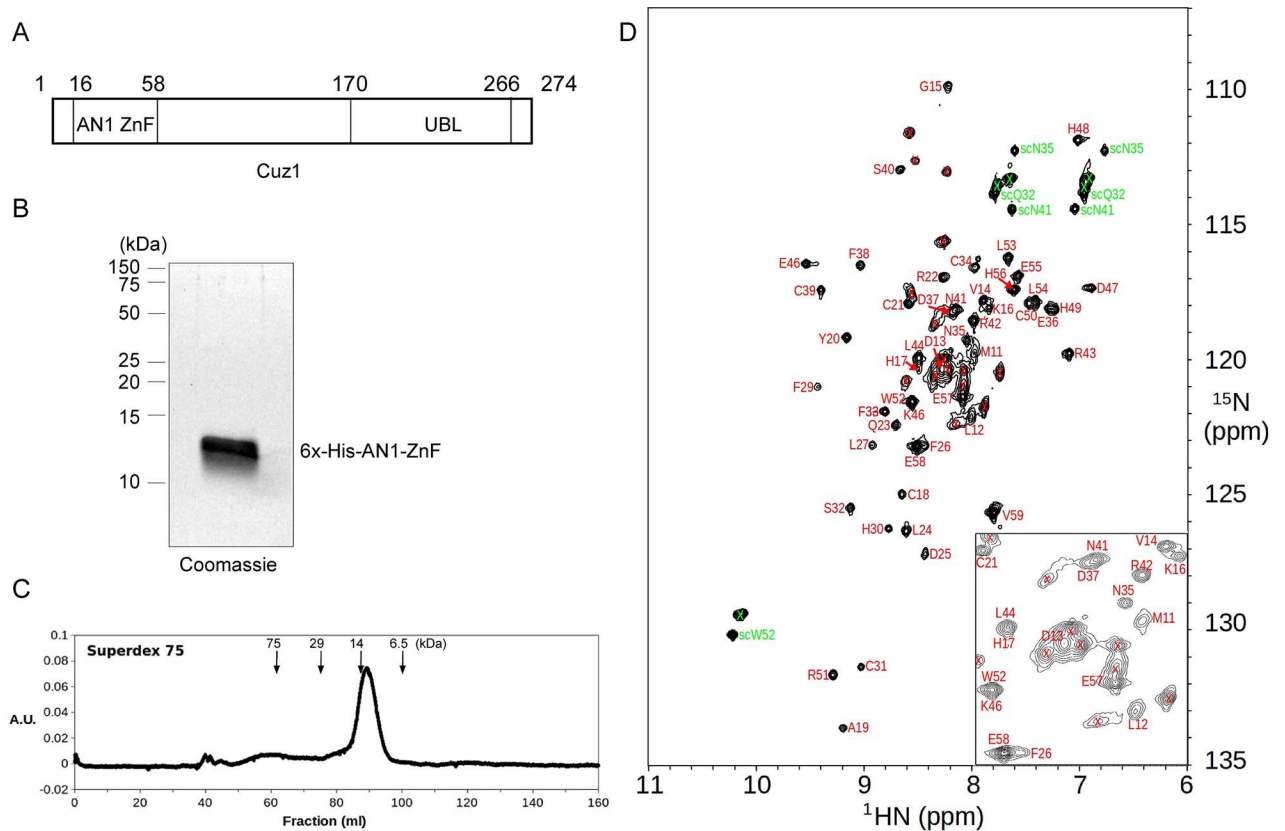 A
1 16 58 170 266 274
AN1 ZnF UBL
Cuz1
B
(kDa)
150
75
50
25
20
15
10
6x-His-AN1-ZnF
Coomassie
C
Superdex 75
75 29 14 6.5 (kDa)
0.1
0.08
0.06
0.04
0.02
0
-0.02
A.U.
0 20 40 60 80 100 120 140 160
Fraction (ml)
D
G15
H48
scN35 scN35
S40
scQ32 scQ32
scN41 scN41
L53
E46 F38 C34 E55
R22 H56
C39 D37 N41 V14 L54 D47
C21 K16 C50 H49
R42 E36
Y20 N35
D13
L44 M11 R43
H17
F29 W52 E57
F33 K46
Q23 L12
L27 F26
E58
C18
S32 V59
H30 L24
D25
scW52
R51 C31
A19
C21 N41 V14
D37 R42 K16
N35
L44 M11
H17 D13
W52 E57
K46 L12
E58 F26
110
115
120
125
130
135
15N
(ppm)
11 10 9 8 7 6
1HN (ppm)